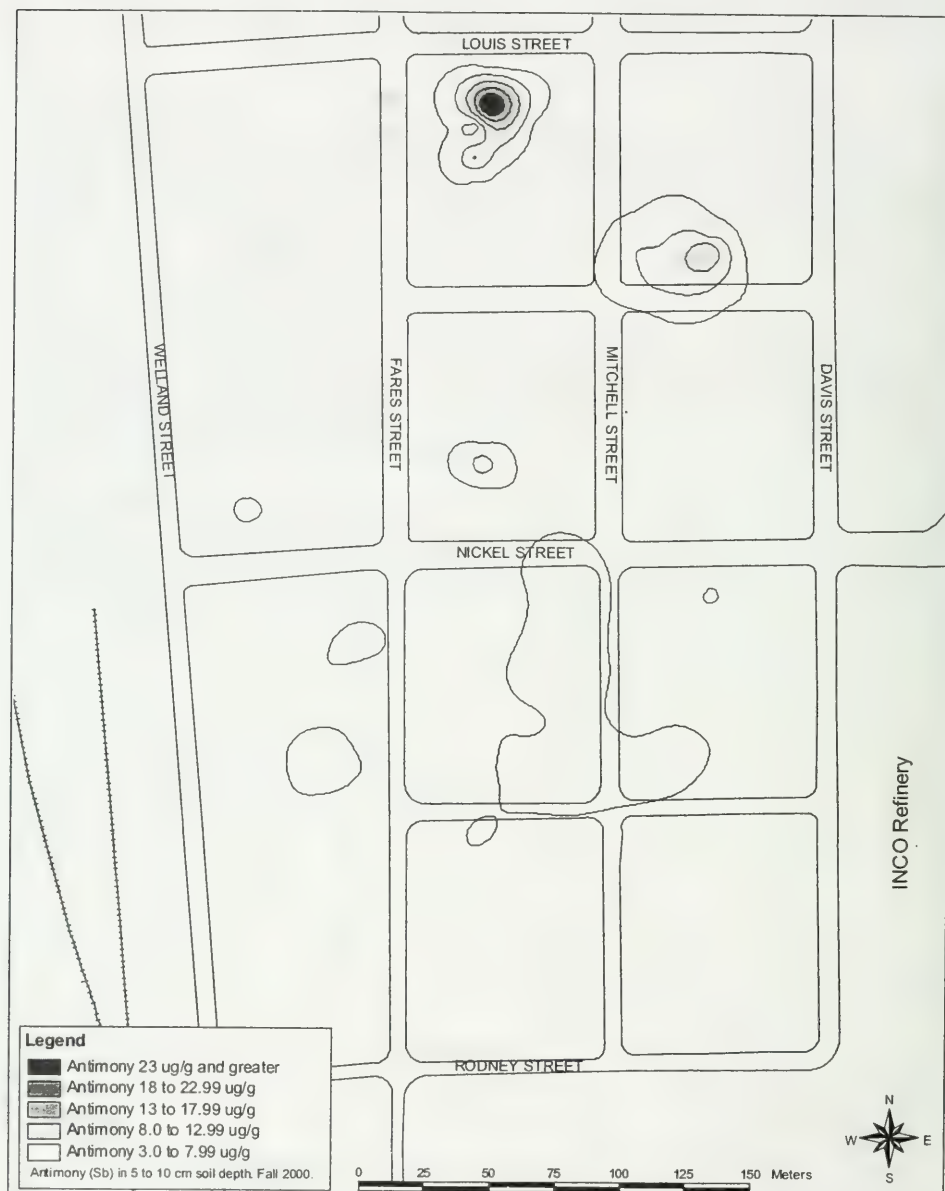 LOUIS STREET
WELLAND STREET
FARES STREET
MITCHELL STREET
DAVIS STREET
NICKEL STREET
INCO Refinery
RODNEY STREET
Legend
Antimony 23 ug/g and greater
Antimony 18 to 22.99 ug/g
Antimony 13 to 17.99 ug/g
Antimony 8.0 to 12.99 ug/g
Antimony 3.0 to 7.99 ug/g
Antimony (Sb) in 5 to 10 cm soil depth. Fall 2000.
0 25 50 75 100 125 150 Meters
N
W E
S